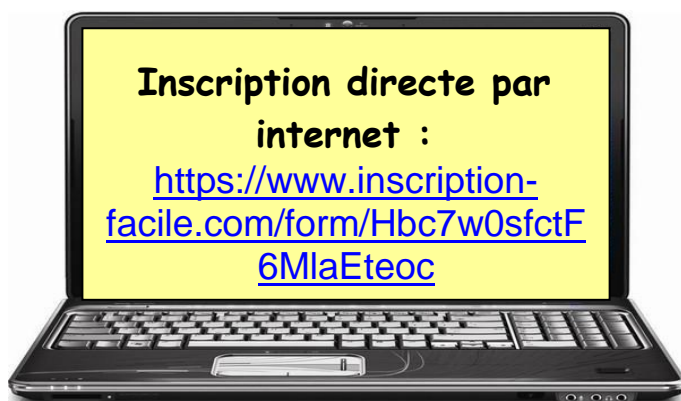 Inscription directe par
internet :
https://www.inscription-
facile.com/form/Hbc7w0sfctF
6MlaEteoc